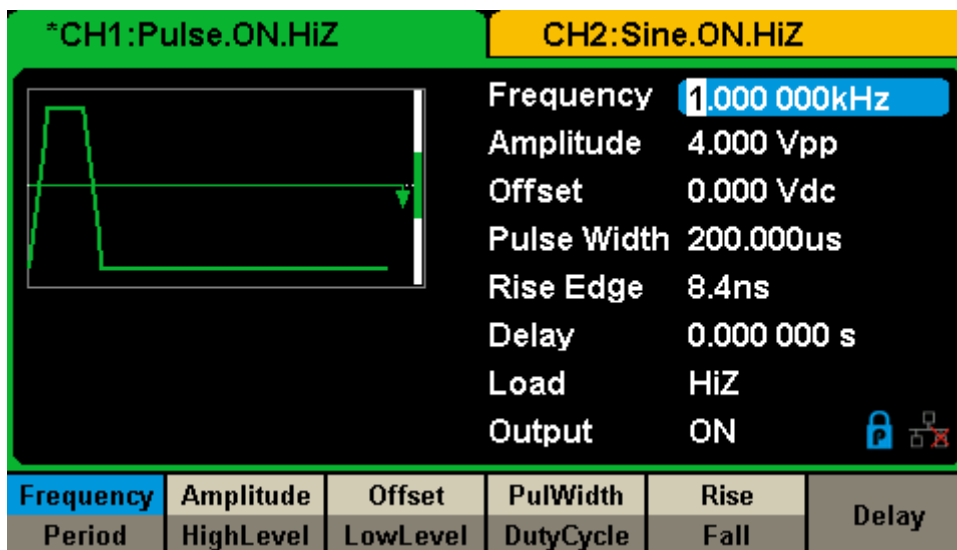 *CH1:Pulse.ON.HiZ CH2:Sine.ON.HiZ
Frequency 1.000 000kHz
Amplitude 4.000 Vpp
Offset 0.000 Vdc
Pulse Width 200.000us
Rise Edge 8.4ns
Delay 0.000 000 s
Load HiZ
Output ON P
Frequency Amplitude Offset PulWidth Rise Delay
Period HighLevel LowLevel DutyCycle Fall